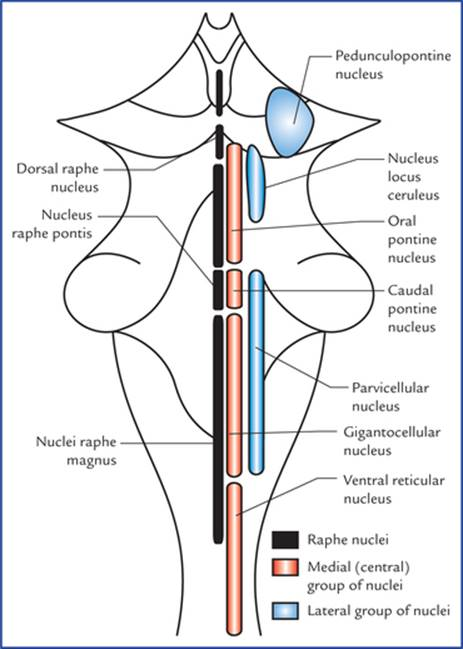 Pedunculopontine
nucleus
Dorsal raphe
nucleus
Nucleus
raphe pontis
Nucleus
locus
ceruleus
Oral
pontine
nucleus
Caudal
pontine
nucleus
Parvicellular
nucleus
Nuclei raphe
magnus
Gigantocellular
nucleus
Ventral reticular
nucleus
Raphe nuclei
Medial (central)
group of nuclei
Lateral group of nuclei